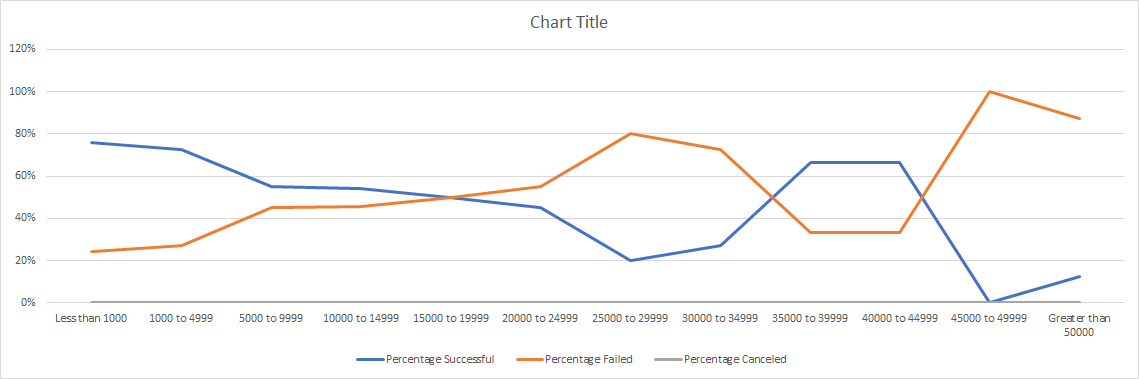 Chart Title
120%
100%
80%
60%
40%
20%
0%
Less than 1000 1000 to 4999 5000 to 9999 10000 to 14999 15000 to 19999 20000 to 24999 25000 to 29999 30000 to 34999 35000 to 39999 40000 to 44999 45000 to 49999 Greater than
50000
Percentage Successful Percentage Failed Percentage Canceled